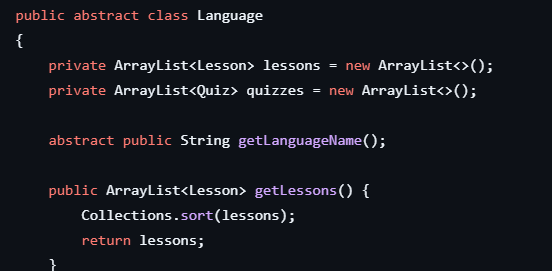 public abstract class Language
{
    private ArrayList<Lesson> lessons = new ArrayList<>();
    private ArrayList<Quiz> quizzes = new ArrayList<>();

    abstract public String getLanguageName();

    public ArrayList<Lesson> getLessons() {
        Collections.sort(lessons);
        return lessons;
    }